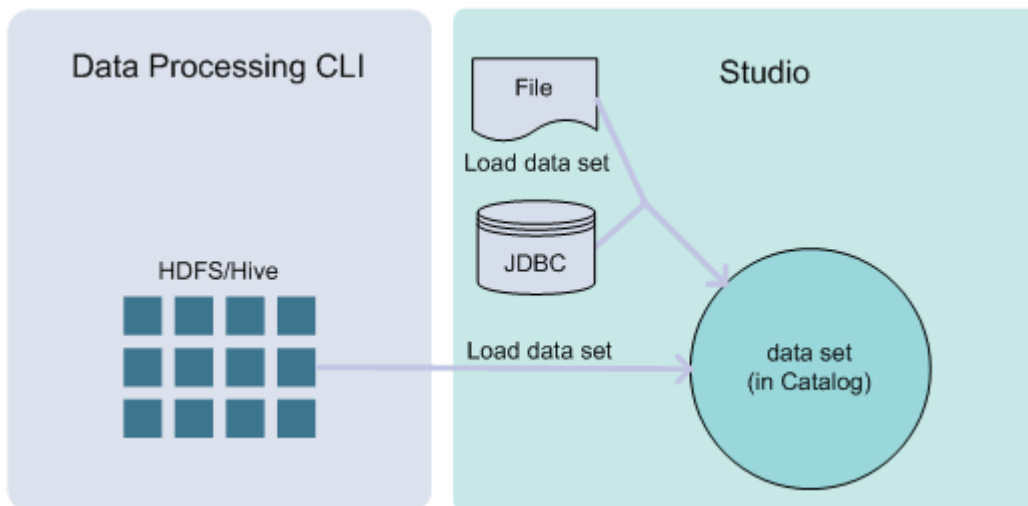 Data Processing CLI
HDFS/Hive
Studio
File
Load data set
JDBC
Load data set
data set
(in Catalog)